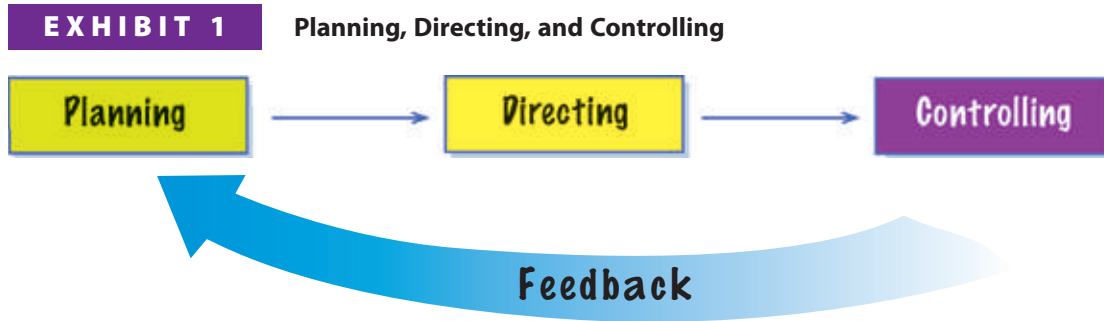 EXHIBIT 1 Planning, Directing, and Controlling
Planning Directing Controlling
Feedback